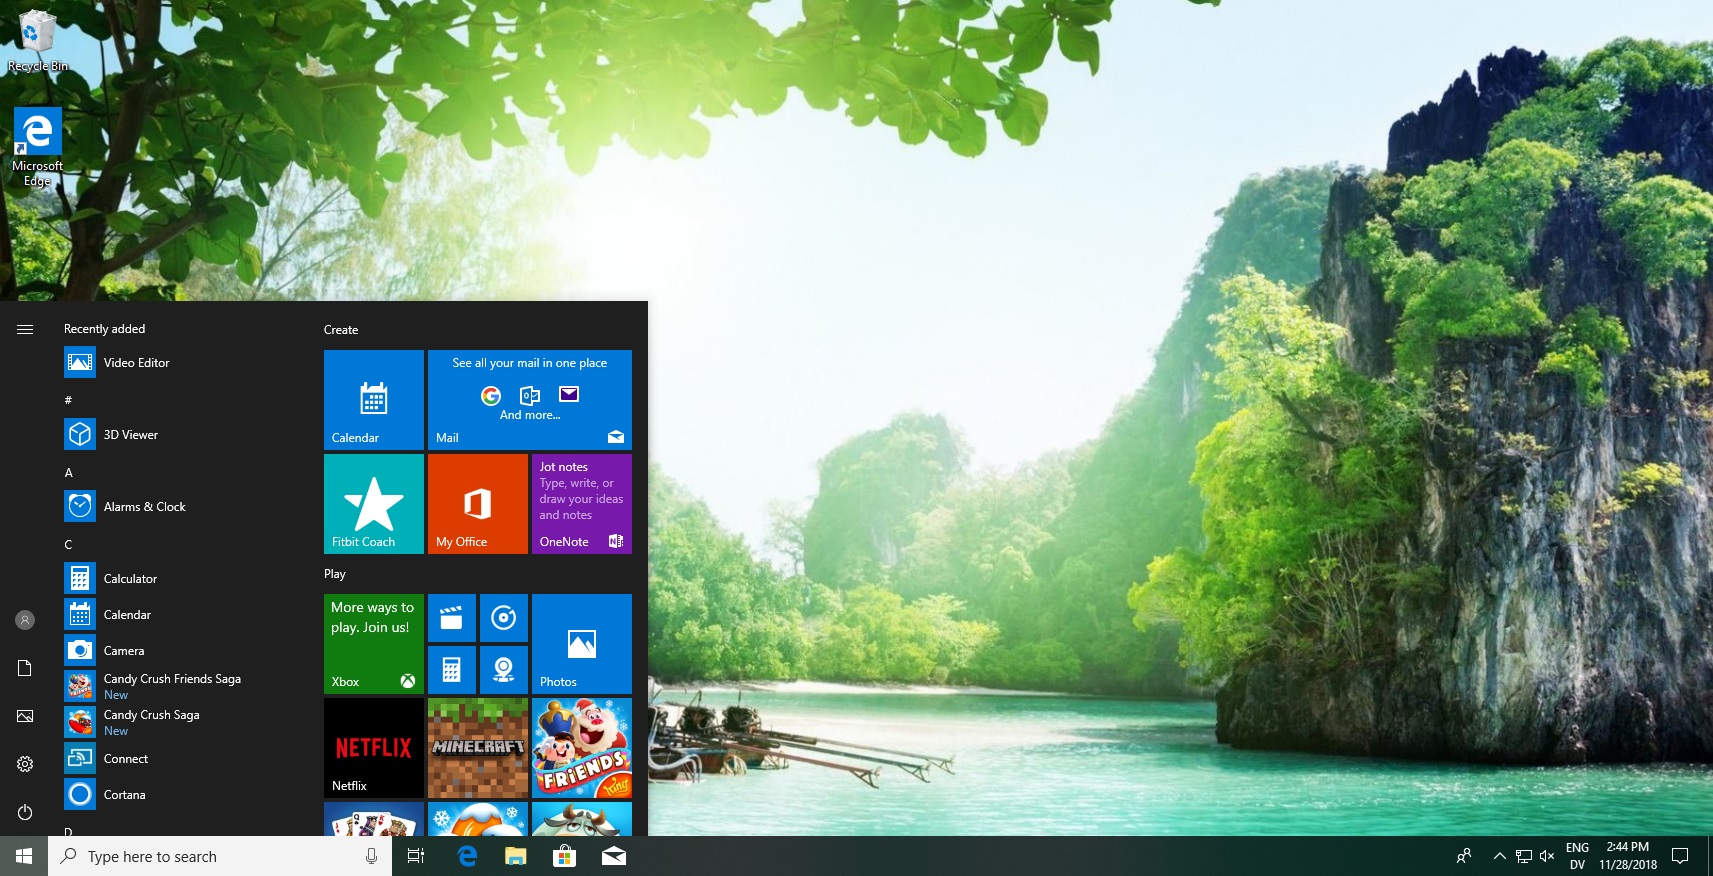 Recycle Bin
Microsoft
Edge
Recently added
Video Editor
#
3D Viewer
A
Alarms & Clock
C
Calculator
Calendar
Camera
Candy Crush Friends Saga
New
Candy Crush Saga
New
Connect
Cortana
D
Create
Calendar
See all your mail in one place
And more...
Mail
Fitbit Coach
My Office
Jot notes
Type, write, or
draw your ideas
and notes
OneNote
Play
More ways to
play. Join us!
Xbox
Photos
NETFLIX
Netflix
MINECRAFT
FRIENDS
King
Type here to search
ENG
DV
2:44 PM
11/28/2018